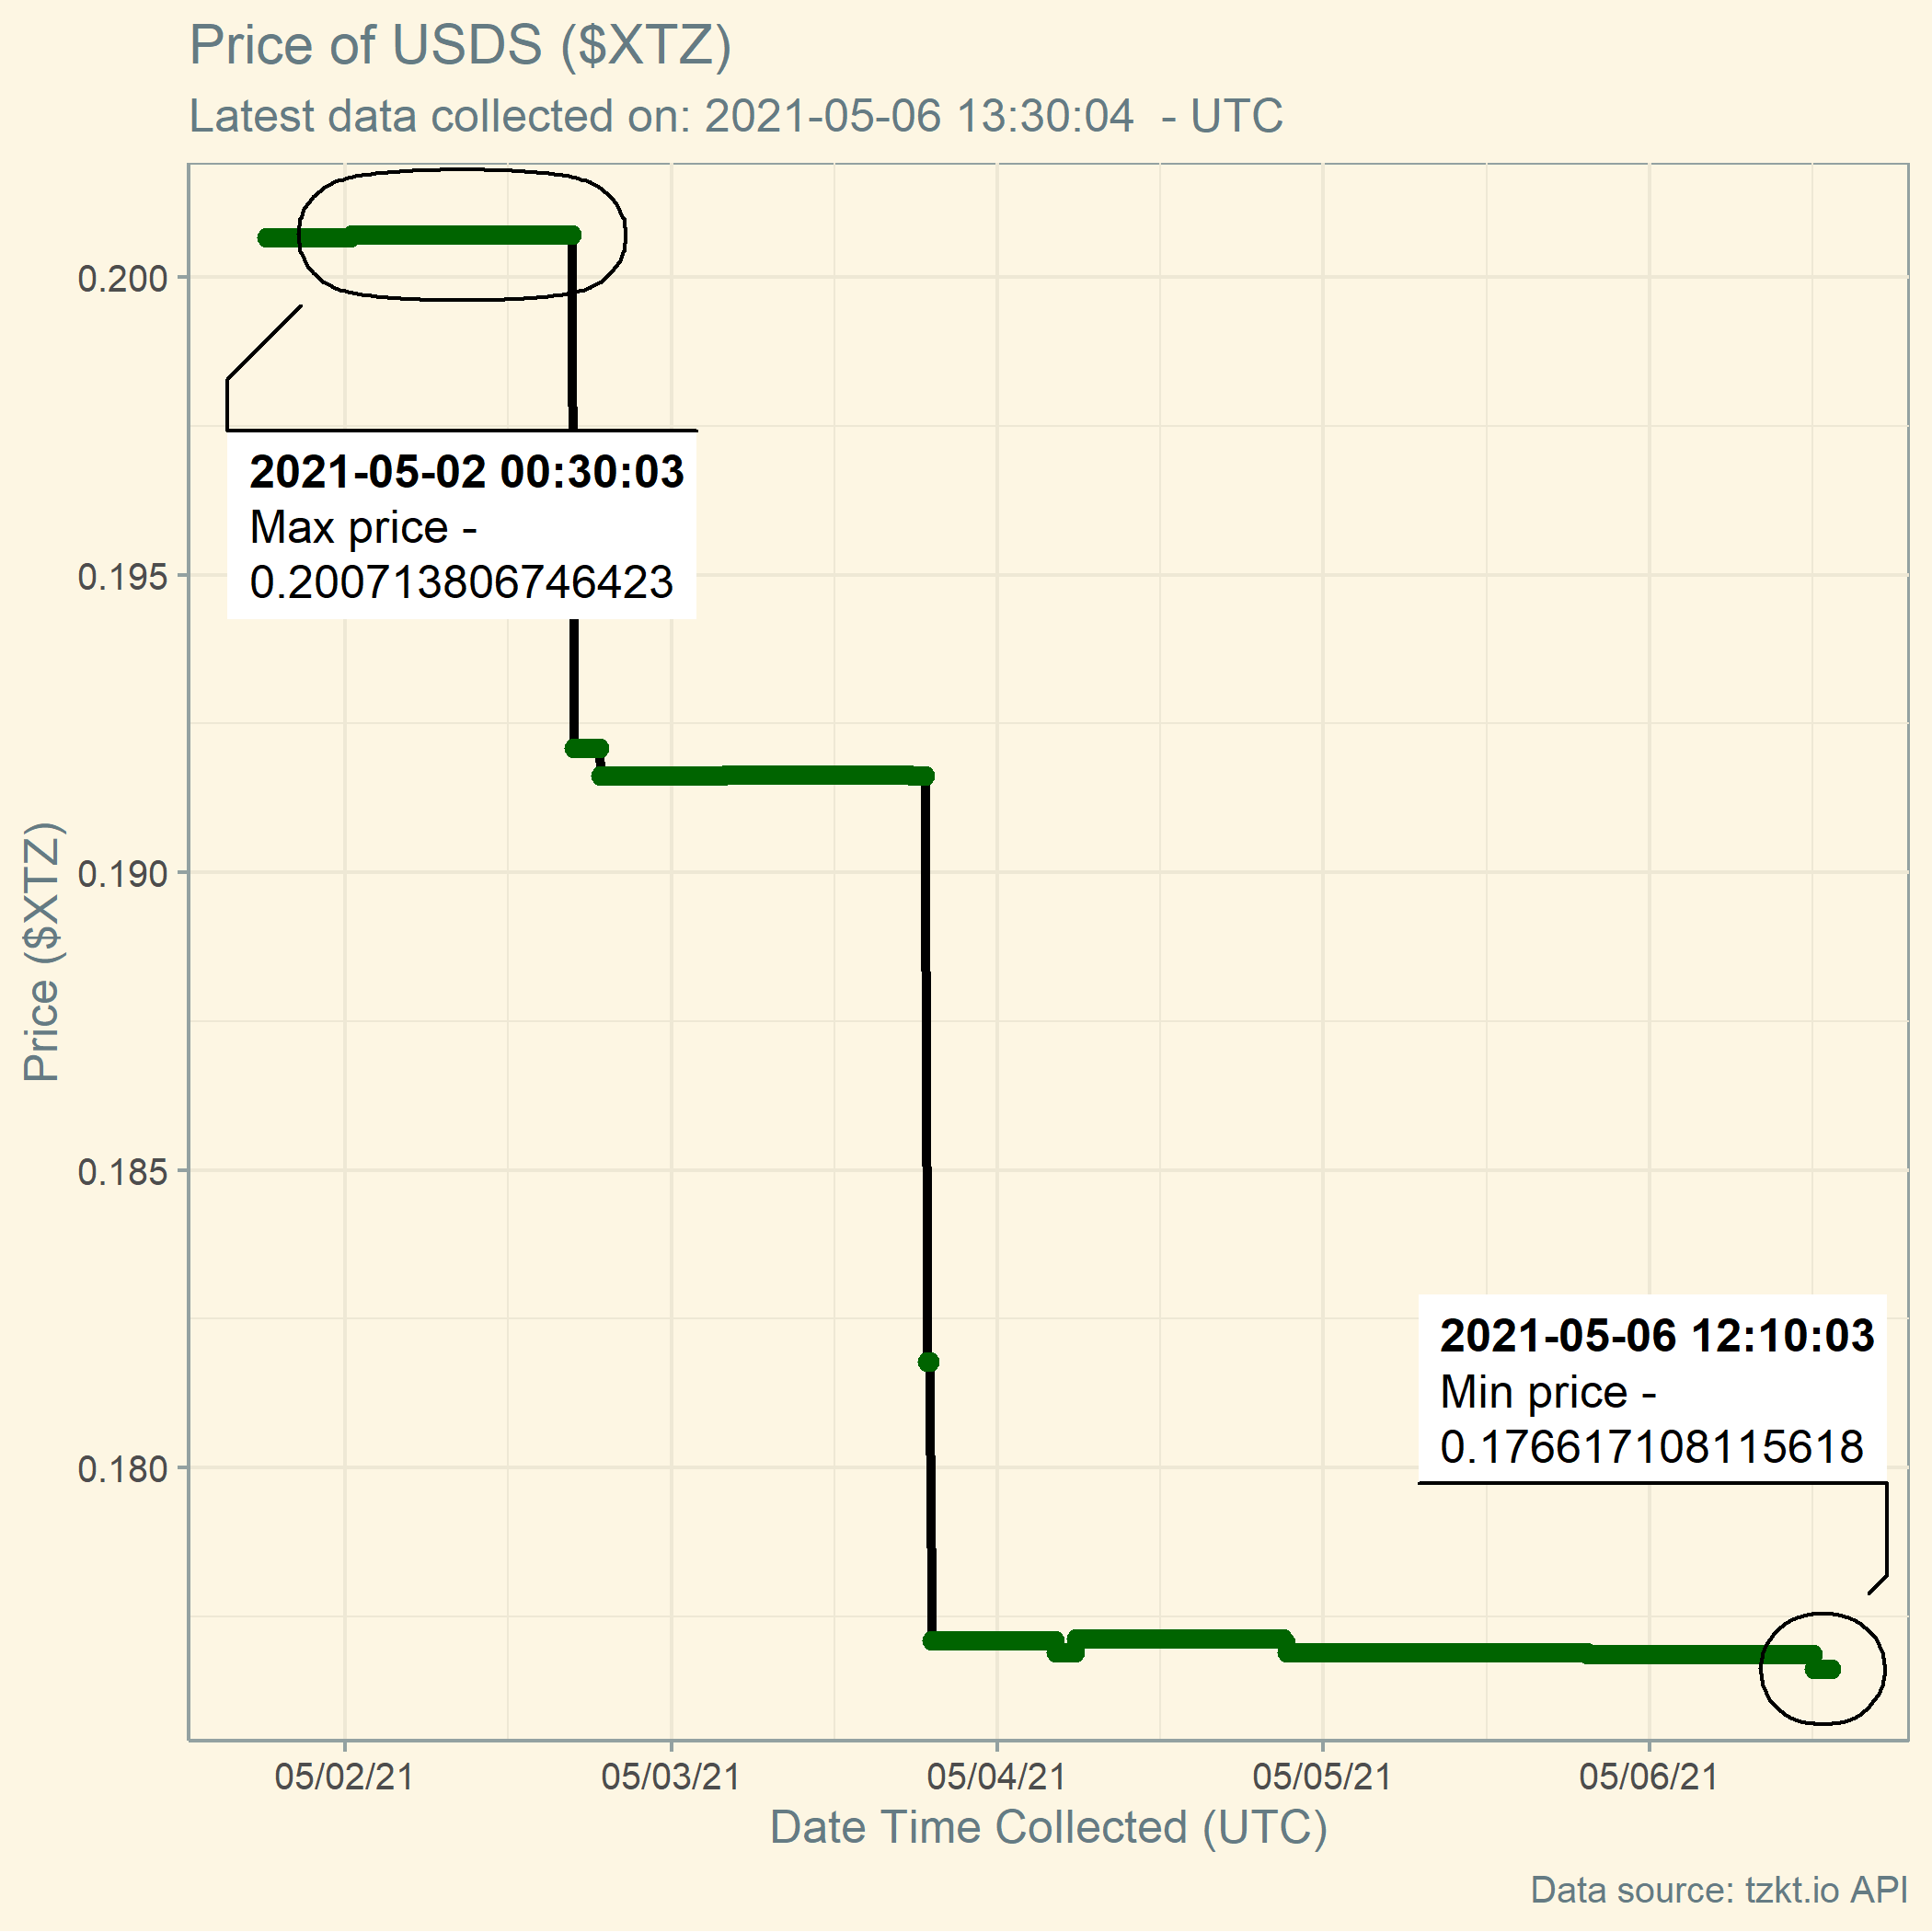 Price of USDS ($XTZ)
Latest data collected on: 2021-05-06 13:30:04  - UTC
0.200
0.195
0.190
0.185
0.180
Price ($XTZ)
2021-05-02 00:30:03
Max price -
0.200713806746423
2021-05-06 12:10:03
Min price -
0.176617108115618
05/02/21
05/03/21
05/04/21
05/05/21
05/06/21
Date Time Collected (UTC)
Data source: tzkt.io API